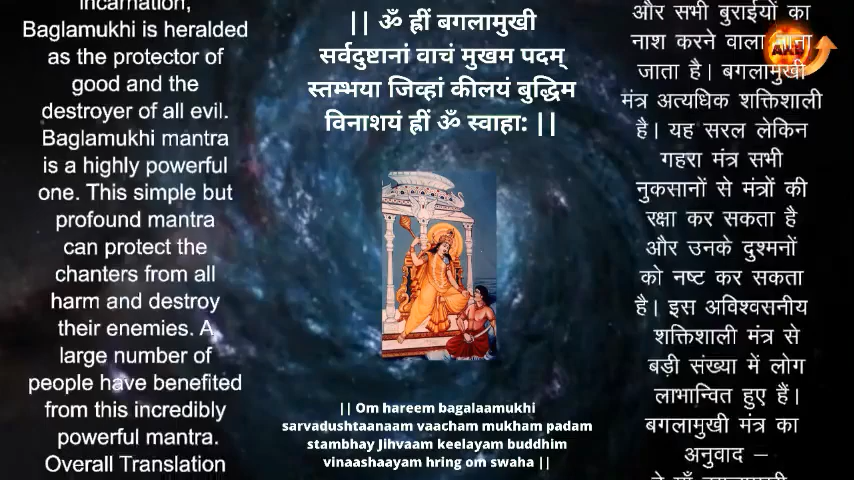 incarnation,
Baglamukhi is heralded
as the protector of
good and the
destroyer of all evil.
Baglamukhi mantra
is a highly powerful
one. This simple but
profound mantra
can protect the
chanters from all
harm and destroy
their enemies. A
large number of
people have benefited
from this incredibly
powerful mantra.
Overall Translation
|| ॐ ह्रीं बगलामुखी
सर्वदुष्टानां वाचं मुखम पदम्
स्तम्भया जिव्हां कीलयं बुद्धिम
विनाशयं ह्रीं ॐ स्वाहा: ||
|| Om hareem bagalaamukhi
sarvadushtaanaam vaacham mukham padam
stambhay Jihvaam keelayam buddhim
vinaashaayam hring om swaha ||
और सभी बुराईयों का
नाश करने वाला माना
जाता है। बगलामुखी
मंत्र अत्यधिक शक्तिशाली
है। यह सरल लेकिन
गहरा मंत्र सभी
नुकसानों से मंत्रों की
रक्षा कर सकता है
और उनके दुश्मनों
को नष्ट कर सकता
है। इस अविश्वसनीय
शक्तिशाली मंत्र से
बड़ी संख्या में लोग
लाभान्वित हुए हैं।
बगलामुखी मंत्र का
अनुवाद –